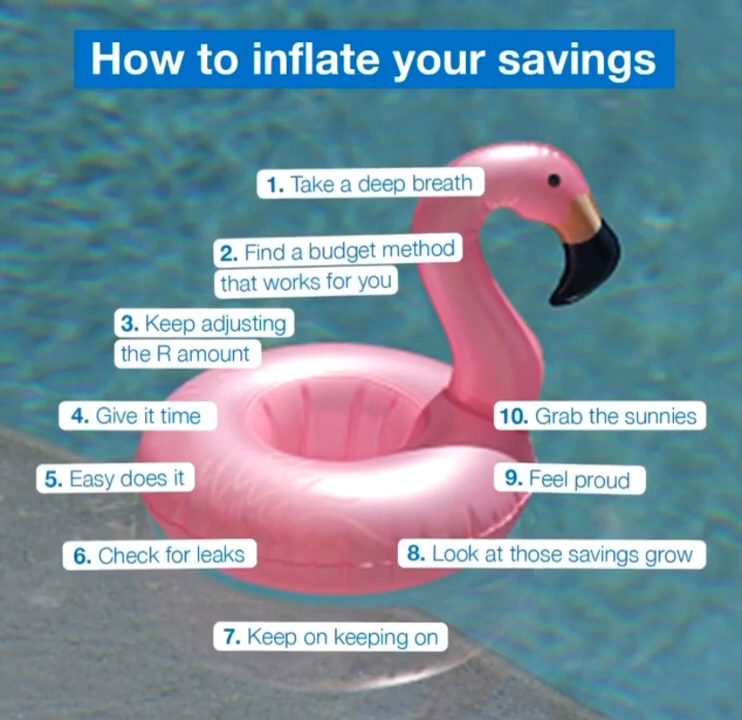 How to inflate your savings
1. Take a deep breath
2. Find a budget method
that works for you
3. Keep adjusting
the R amount
4. Give it time
5. Easy does it
6. Check for leaks
7. Keep on keeping on
8. Look at those savings grow
9. Feel proud
10. Grab the sunnies